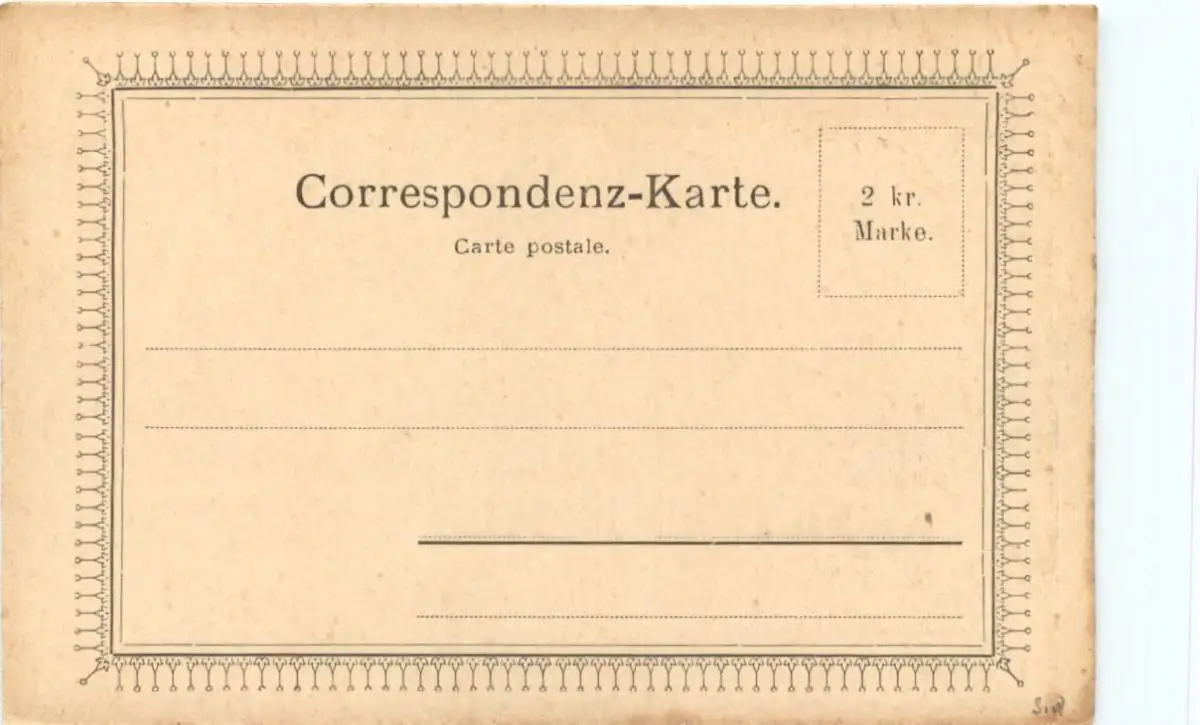 Correspondenz-Karte.
Carte postale.
2 kr.
Marke.